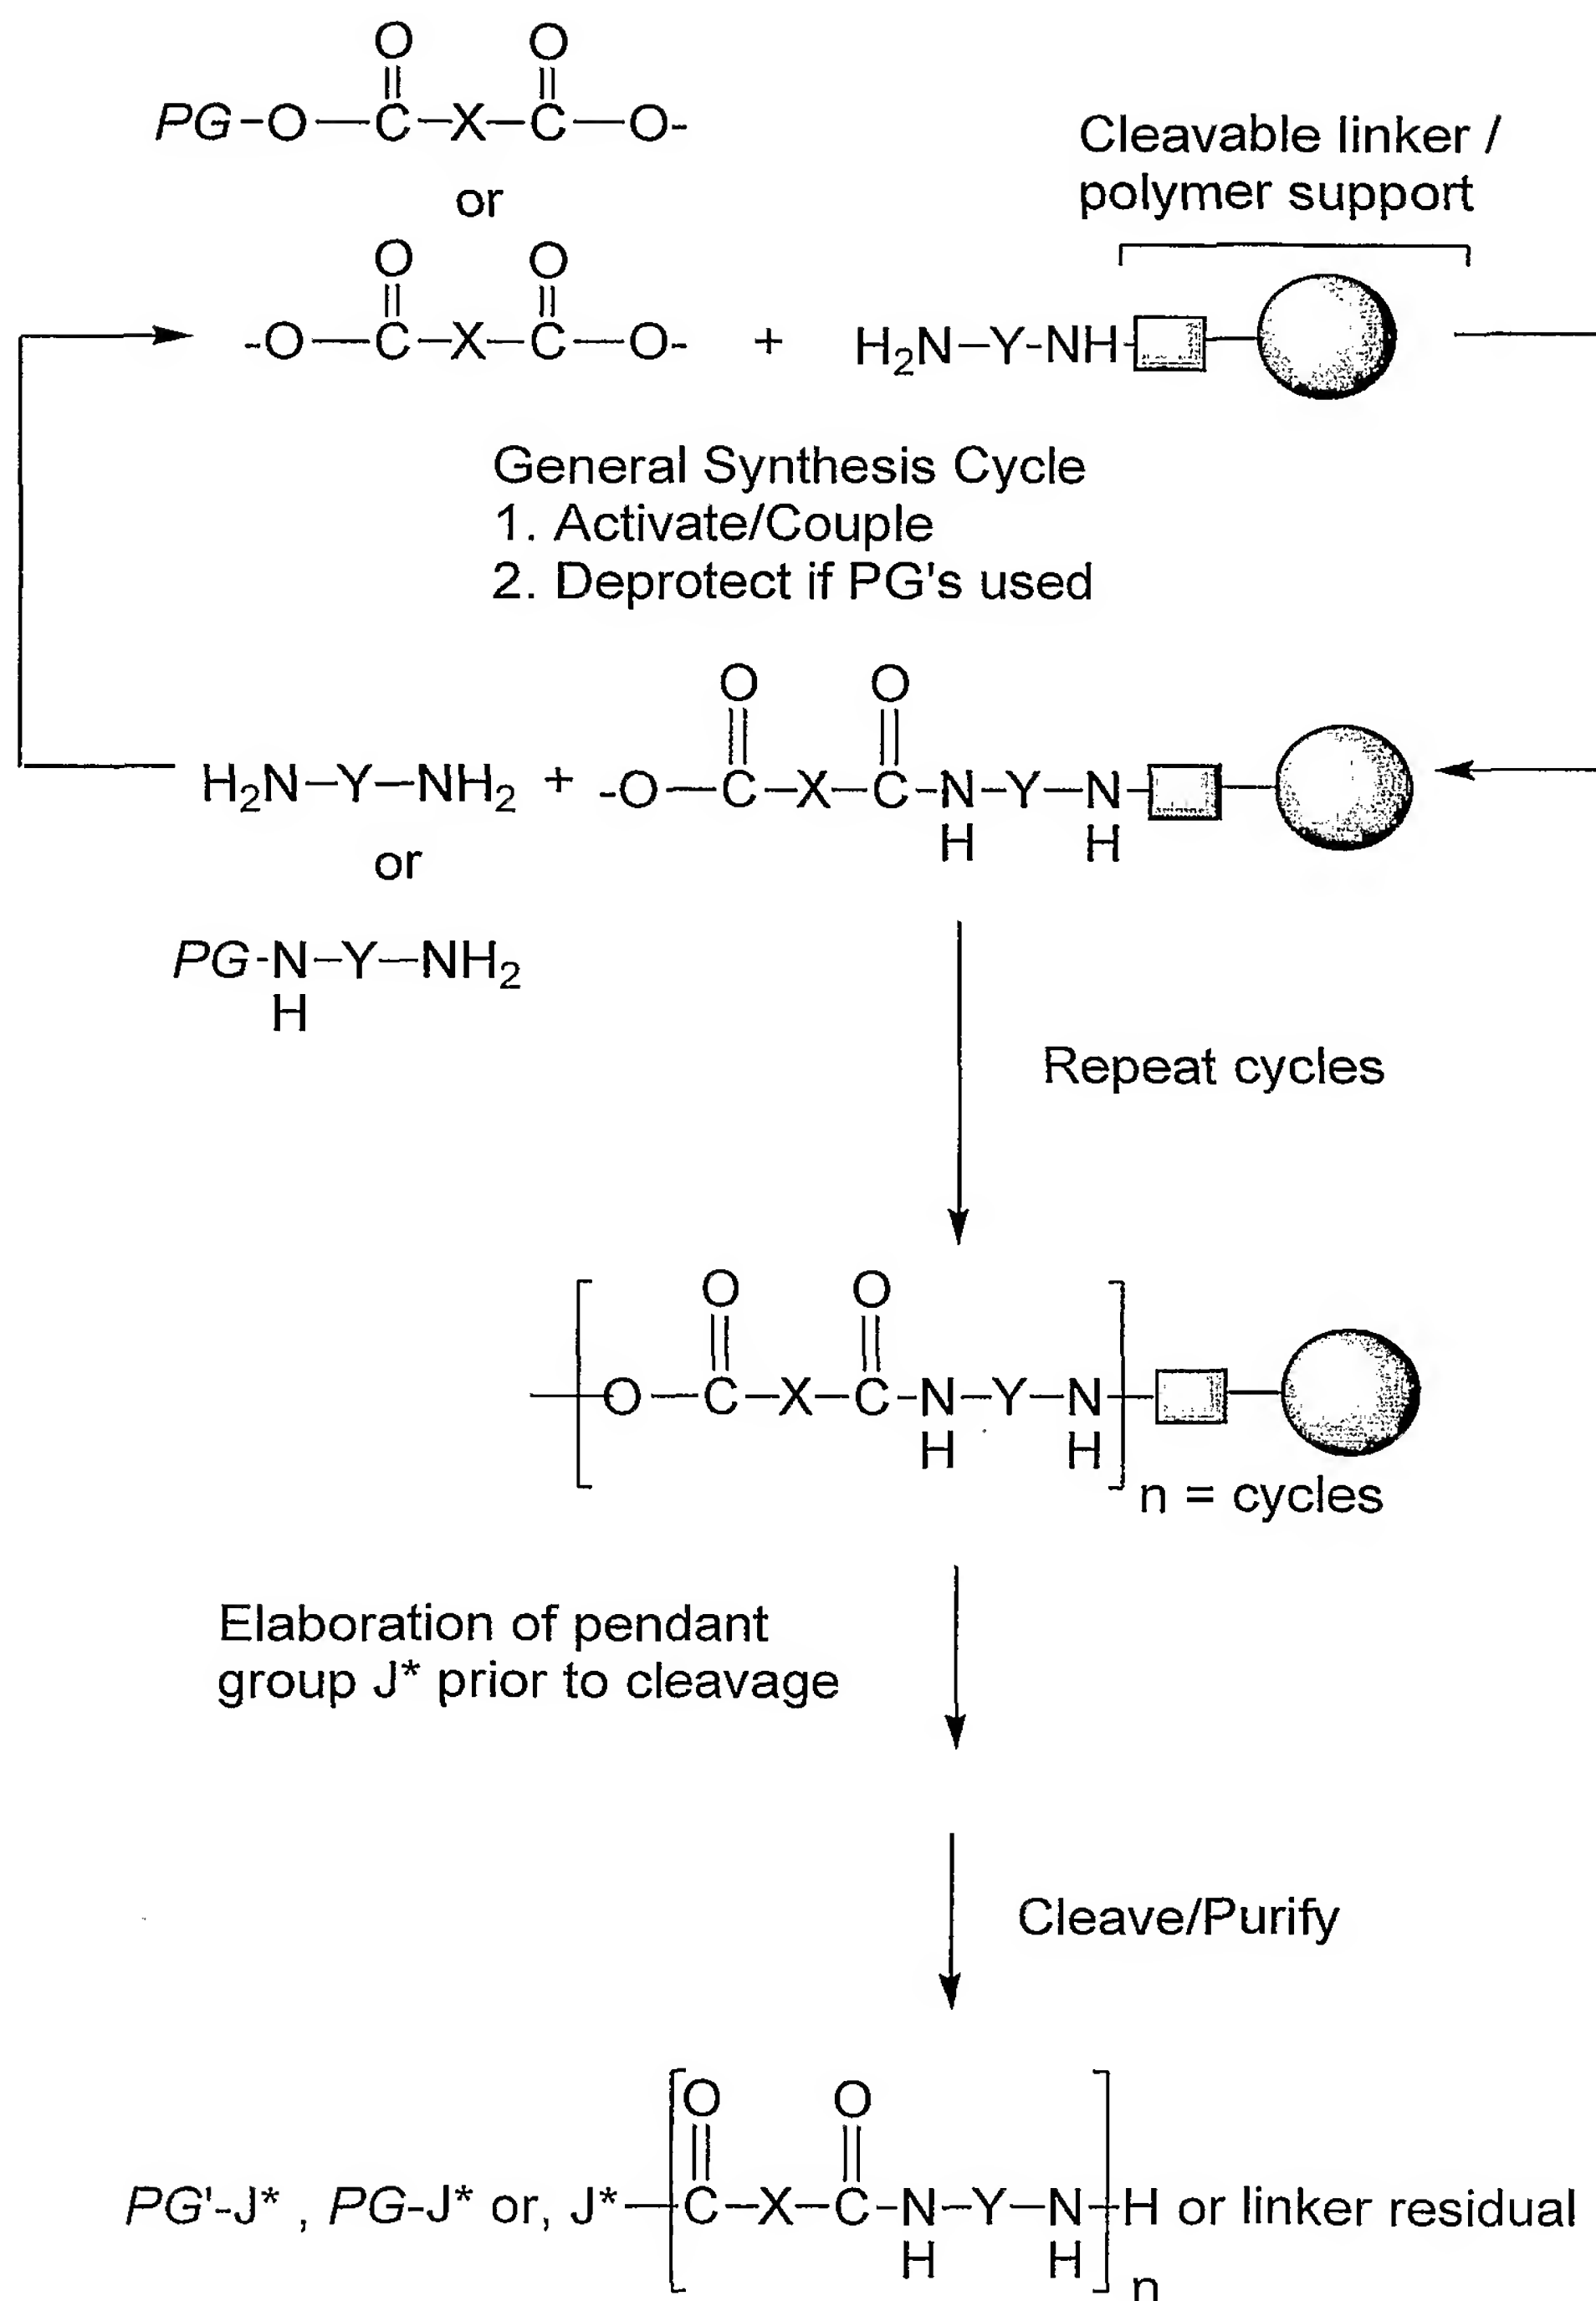 O O
PG-O-C-X-C-O-
or
Cleavable linker /
polymer support
O O
-O-C-X-C-O- + H2N-Y-NH
General Synthesis Cycle
1. Activate/Couple
2. Deprotect if PG's used
O O
H2N-Y-NH2 + -O-C-X-C-N-Y-N
H H
or
PG-N-Y-NH2
H
Repeat cycles
O O
O-C-X-C-N-Y-N
H H
n = cycles
Elaboration of pendant
group J* prior to cleavage
Cleave/Purify
O O
PG'-J* , PG-J* or, J*-C-X-C-N-Y-N-H or linker residual
H H
n